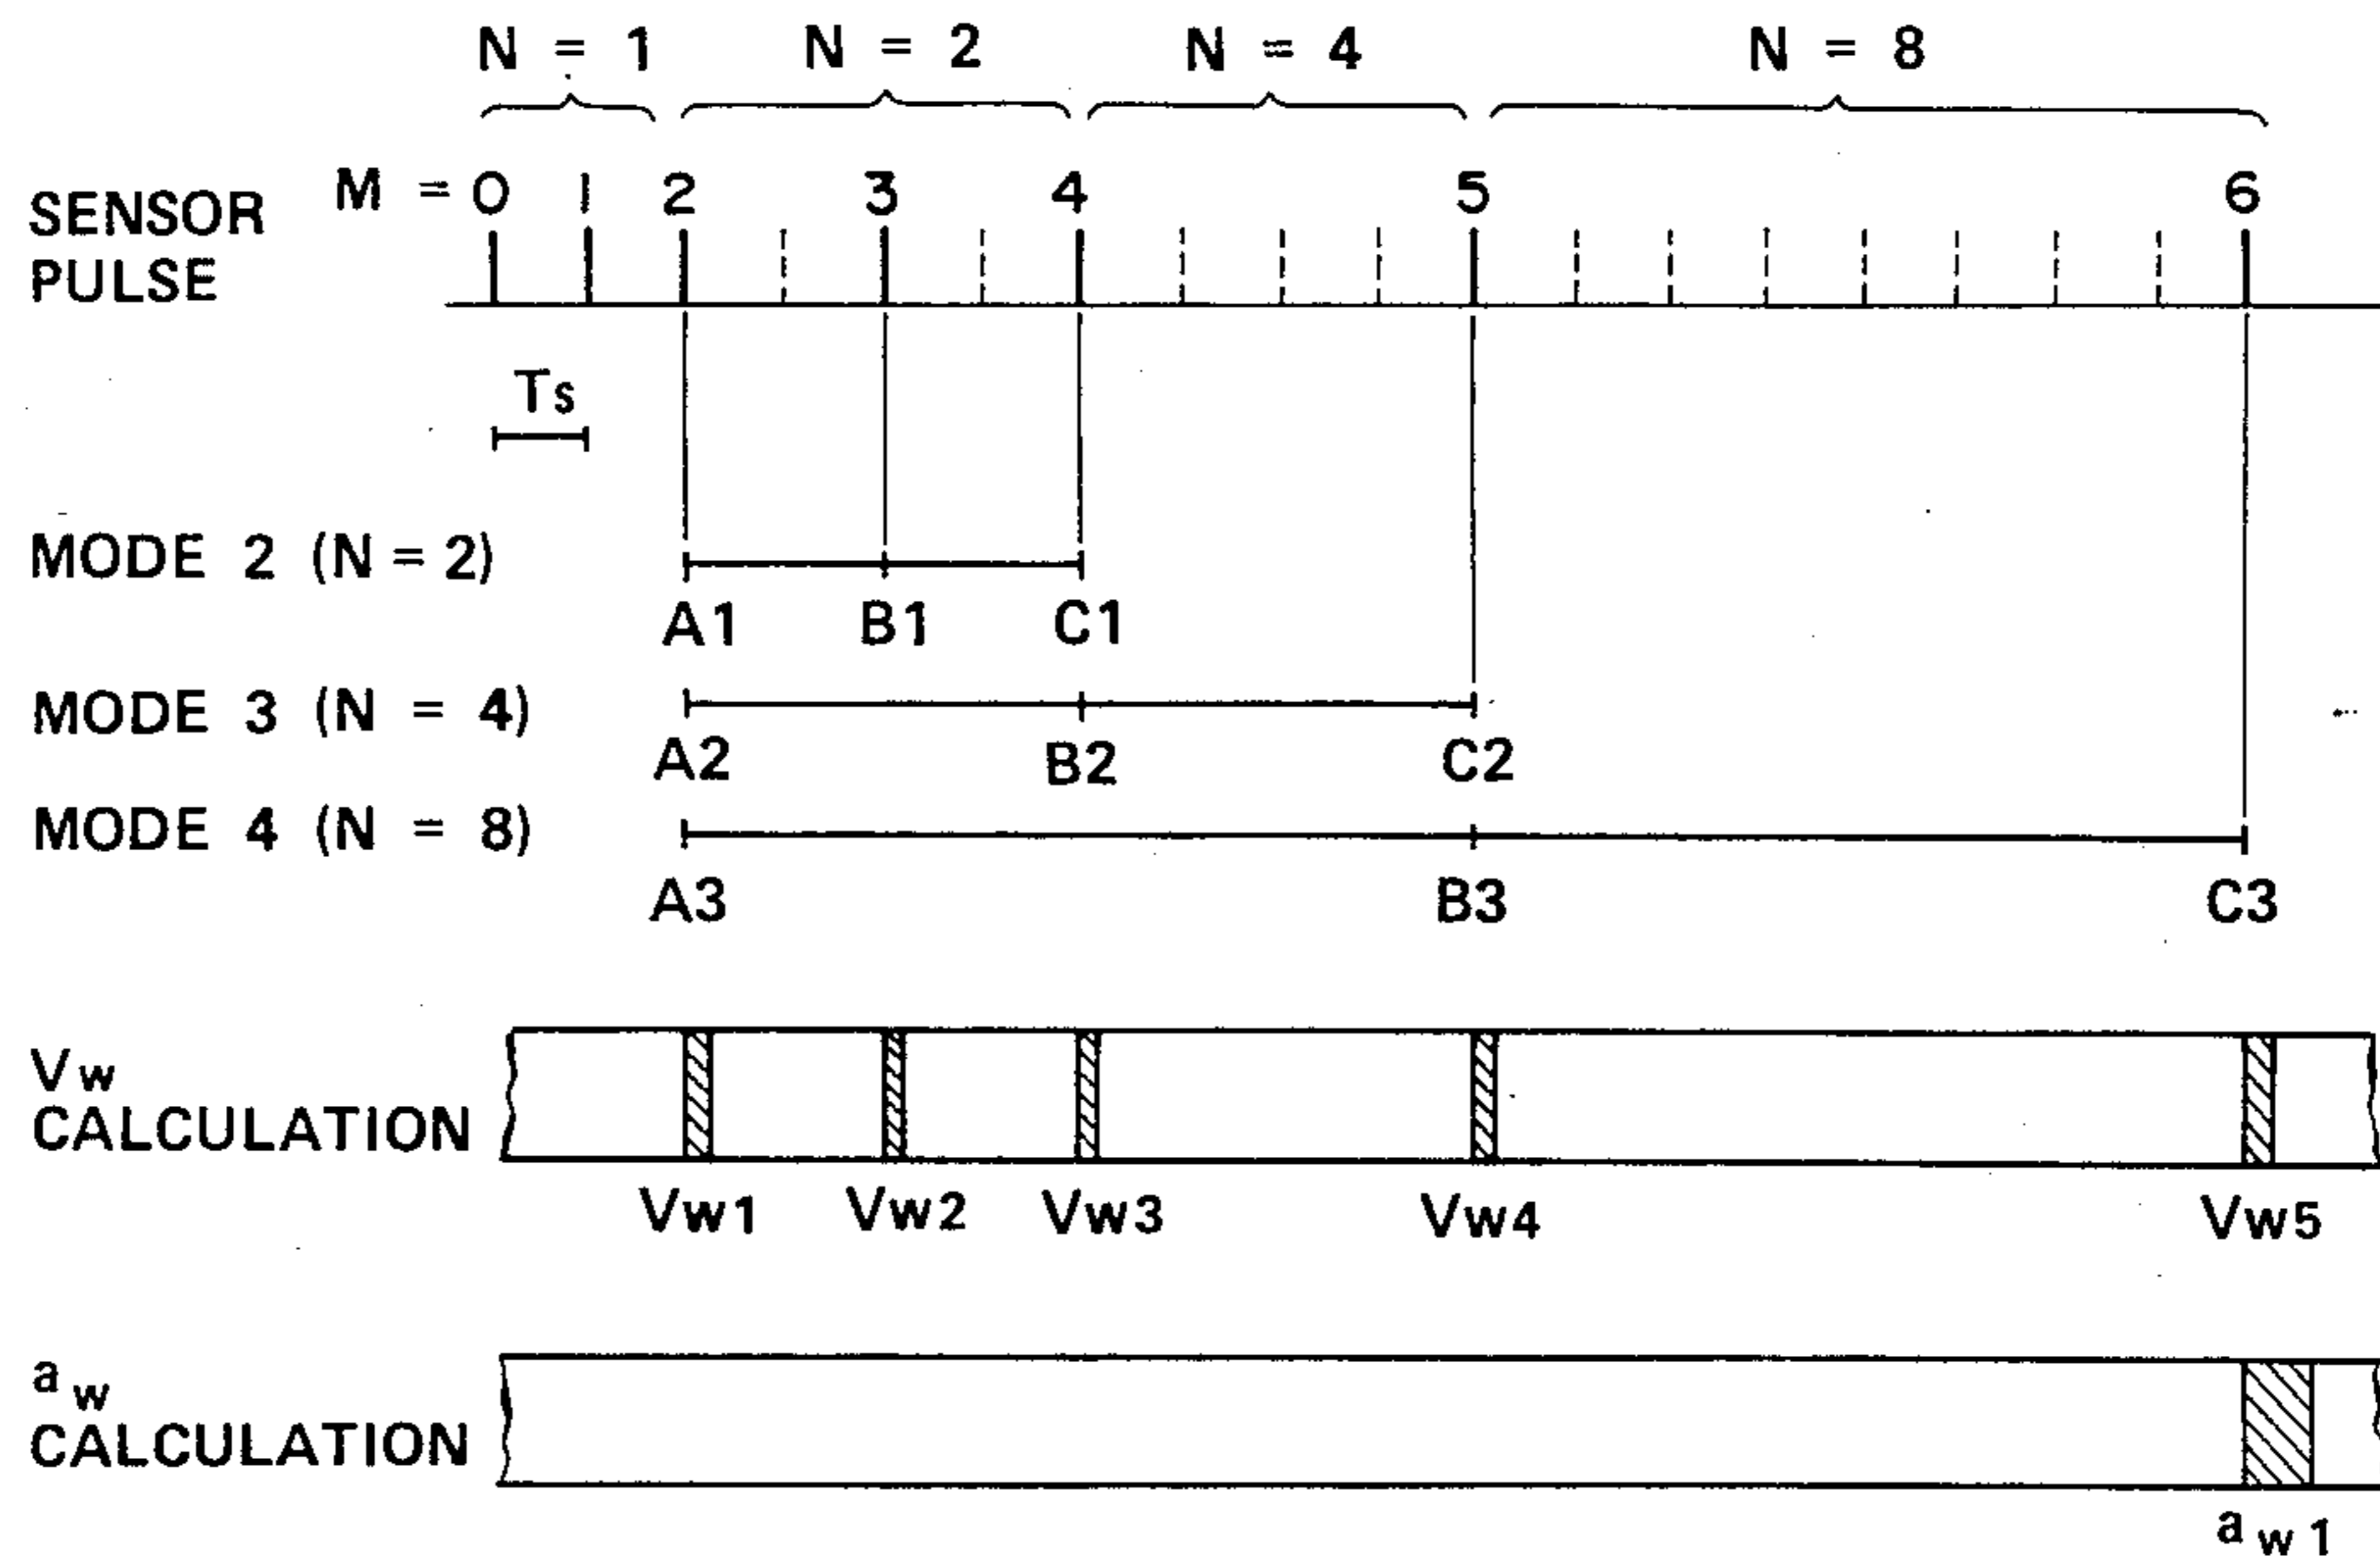 N = 1 N = 2 N = 4 N = 8
SENSOR PULSE M = 0 1 2 3 4 5 6
Ts
MODE 2 (N = 2)
A1 B1 C1
MODE 3 (N = 4)
A2 B2 C2
MODE 4 (N = 8)
A3 B3 C3
Vw
CALCULATION
Vw1 Vw2 Vw3 Vw4 Vw5
aw
CALCULATION
aw1